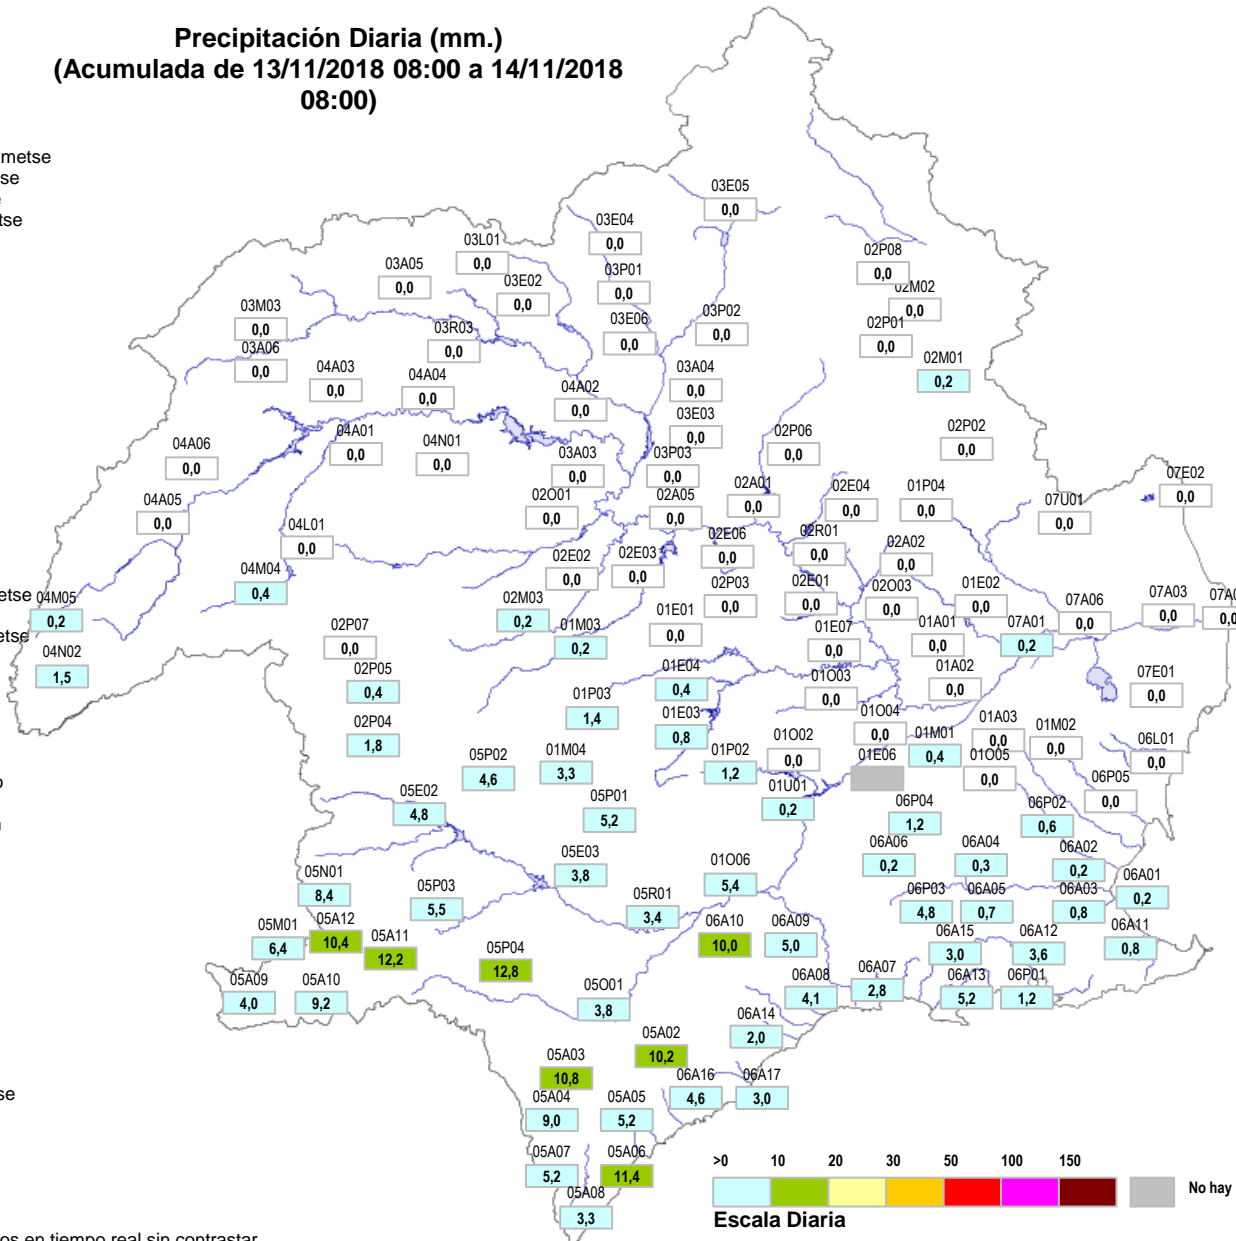 Precipitación Diaria (mm.)
(Acumulada de 13/11/2018 08:00 a 14/11/2018
08:00)
metse
se
tse
03E05
0,0
03E04
0,0
03L01
0,0
02P08
0,0
03A05
0,0
03P01
0,0
03E02
0,0
02M02
0,0
03M03
0,0
03P02
0,0
03E06
0,0
02P01
0,0
03R03
0,0
03A06
0,0
02M01
0,2
04A03
0,0
04A04
0,0
03A04
0,0
04A02
0,0
03E03
0,0
04A01
0,0
04N01
0,0
04A06
0,0
02P06
0,0
02P02
0,0
03A03
0,0
03P03
0,0
07E02
0,0
04A05
0,0
02O01
0,0
02A05
0,0
02A01
0,0
02E04
0,0
01P04
0,0
07U01
0,0
04L01
0,0
02E06
0,0
02R01
0,0
02A02
0,0
02E02
0,0
02E03
0,0
04M04
0,4
etse
04M05
0,2
02M03
0,2
02P03
0,0
02E01
0,0
02O03
0,0
01E02
0,0
07A06
0,0
07A03
0,0
07A0
0,0
etse
02P07
0,0
01M03
0,2
01E01
0,0
01E07
0,0
01A01
0,0
07A01
0,2
04N02
1,5
02P05
0,4
01E04
0,4
01O03
0,0
01A02
0,0
07E01
0,0
01P03
1,4
01E03
0,8
02P04
1,8
01O04
0,0
01M01
0,4
01A03
0,0
01M02
0,0
06L01
0,0
05P02
4,6
01M04
3,3
01P02
1,2
01O02
0,0
01E06
01O05
0,0
06P05
0,0
05E02
4,8
05P01
5,2
01U01
0,2
06P04
1,2
06P02
0,6
05E03
3,8
01O06
5,4
06A06
0,2
06A04
0,3
06A02
0,2
05N01
8,4
05P03
5,5
05R01
3,4
06P03
4,8
06A05
0,7
06A03
0,8
06A01
0,2
05M01
6,4
05A12
10,4
05A11
12,2
06A10
10,0
06A09
5,0
06A15
3,0
06A12
3,6
06A11
0,8
05P04
12,8
05A09
4,0
05A10
9,2
05O01
3,8
06A08
4,1
06A07
2,8
06A13
5,2
06P01
1,2
05A02
10,2
06A14
2,0
05A03
10,8
06A16
4,6
06A17
3,0
se
05A04
9,0
05A05
5,2
05A07
5,2
05A06
11,4
05A08
3,3
>0 10 20 30 50 100 150
No hay
Escala Diaria
os en tiempo real sin contrastar